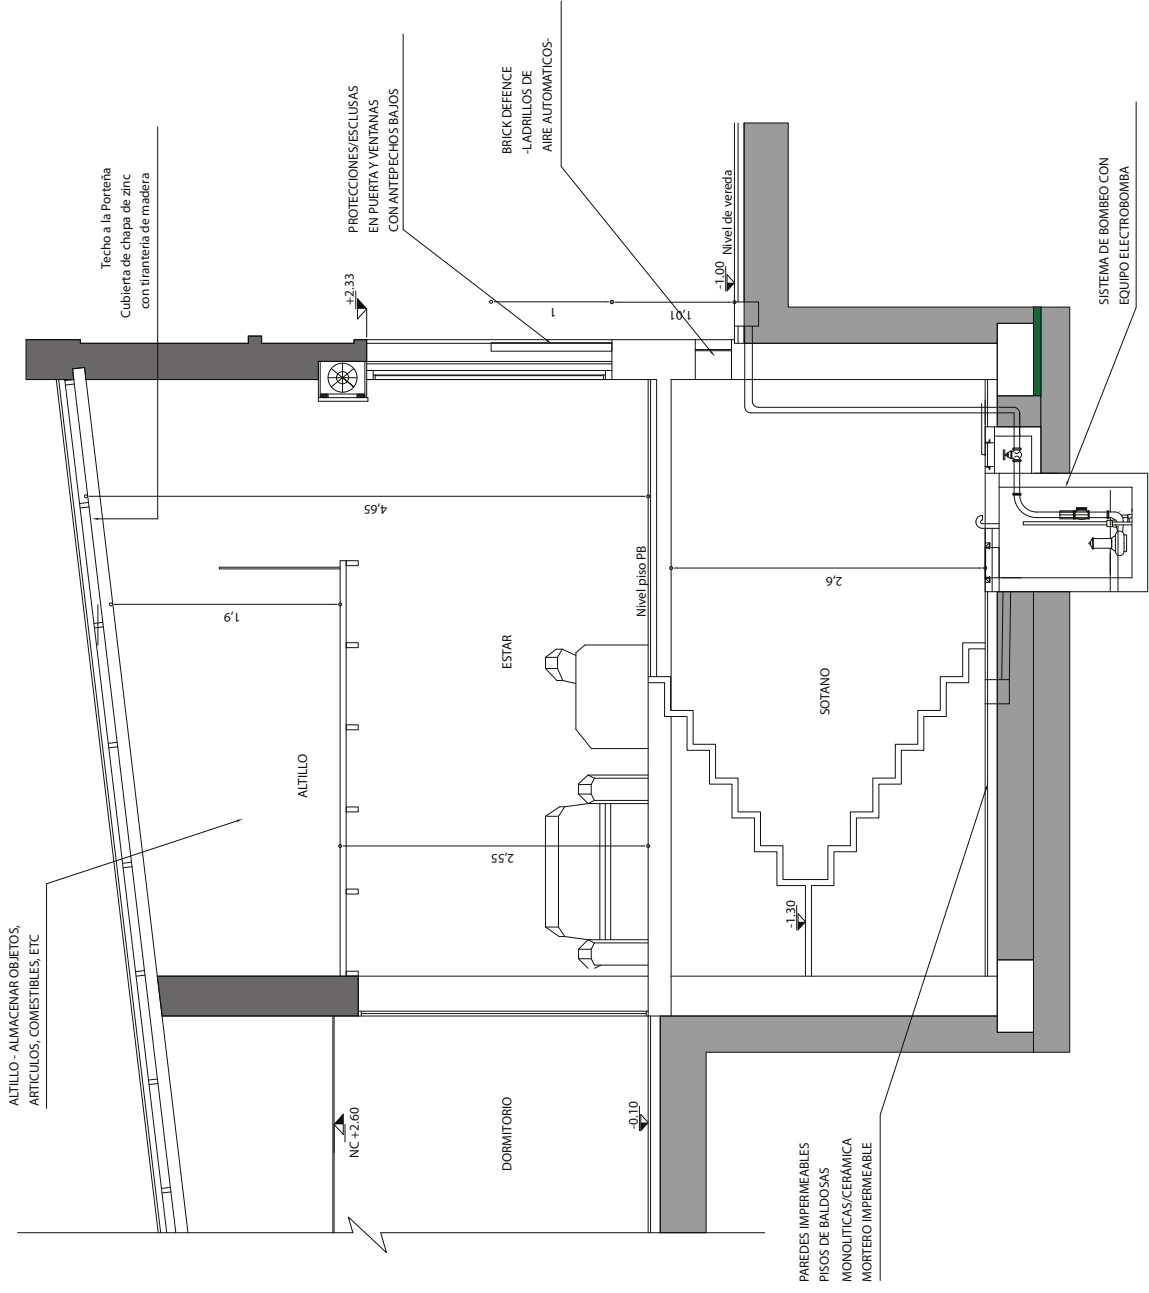 ALTILLO - ALMACENAR OBJETOS,
ARTICULOS, COMESTIBLES, ETC
Techo a la Porteña
Cubierta de chapa de zinc
con tirantería de madera
PROTECCIONES/ESCLUSAS
EN PUERTA Y VENTANAS
CON ANTEPECHOS BAJOS
BRICK DEFENCE
-LADRILLOS DE
AIRE AUTOMATICOS-
+2.33
1
1,01
-1.00
Nivel de vereda
4,65
1,9
ALTILLO
ESTAR
2,55
Nivel piso PB
NC +2.60
DORMITORIO
-0.10
2,6
SOTANO
-1.30
PAREDES IMPERMEABLES
PISOS DE BALDOSAS
MONOLITICAS/CERÁMICA
MORTERO IMPERMEABLE
SISTEMA DE BOMBEO CON
EQUIPO ELECTROBOMBA